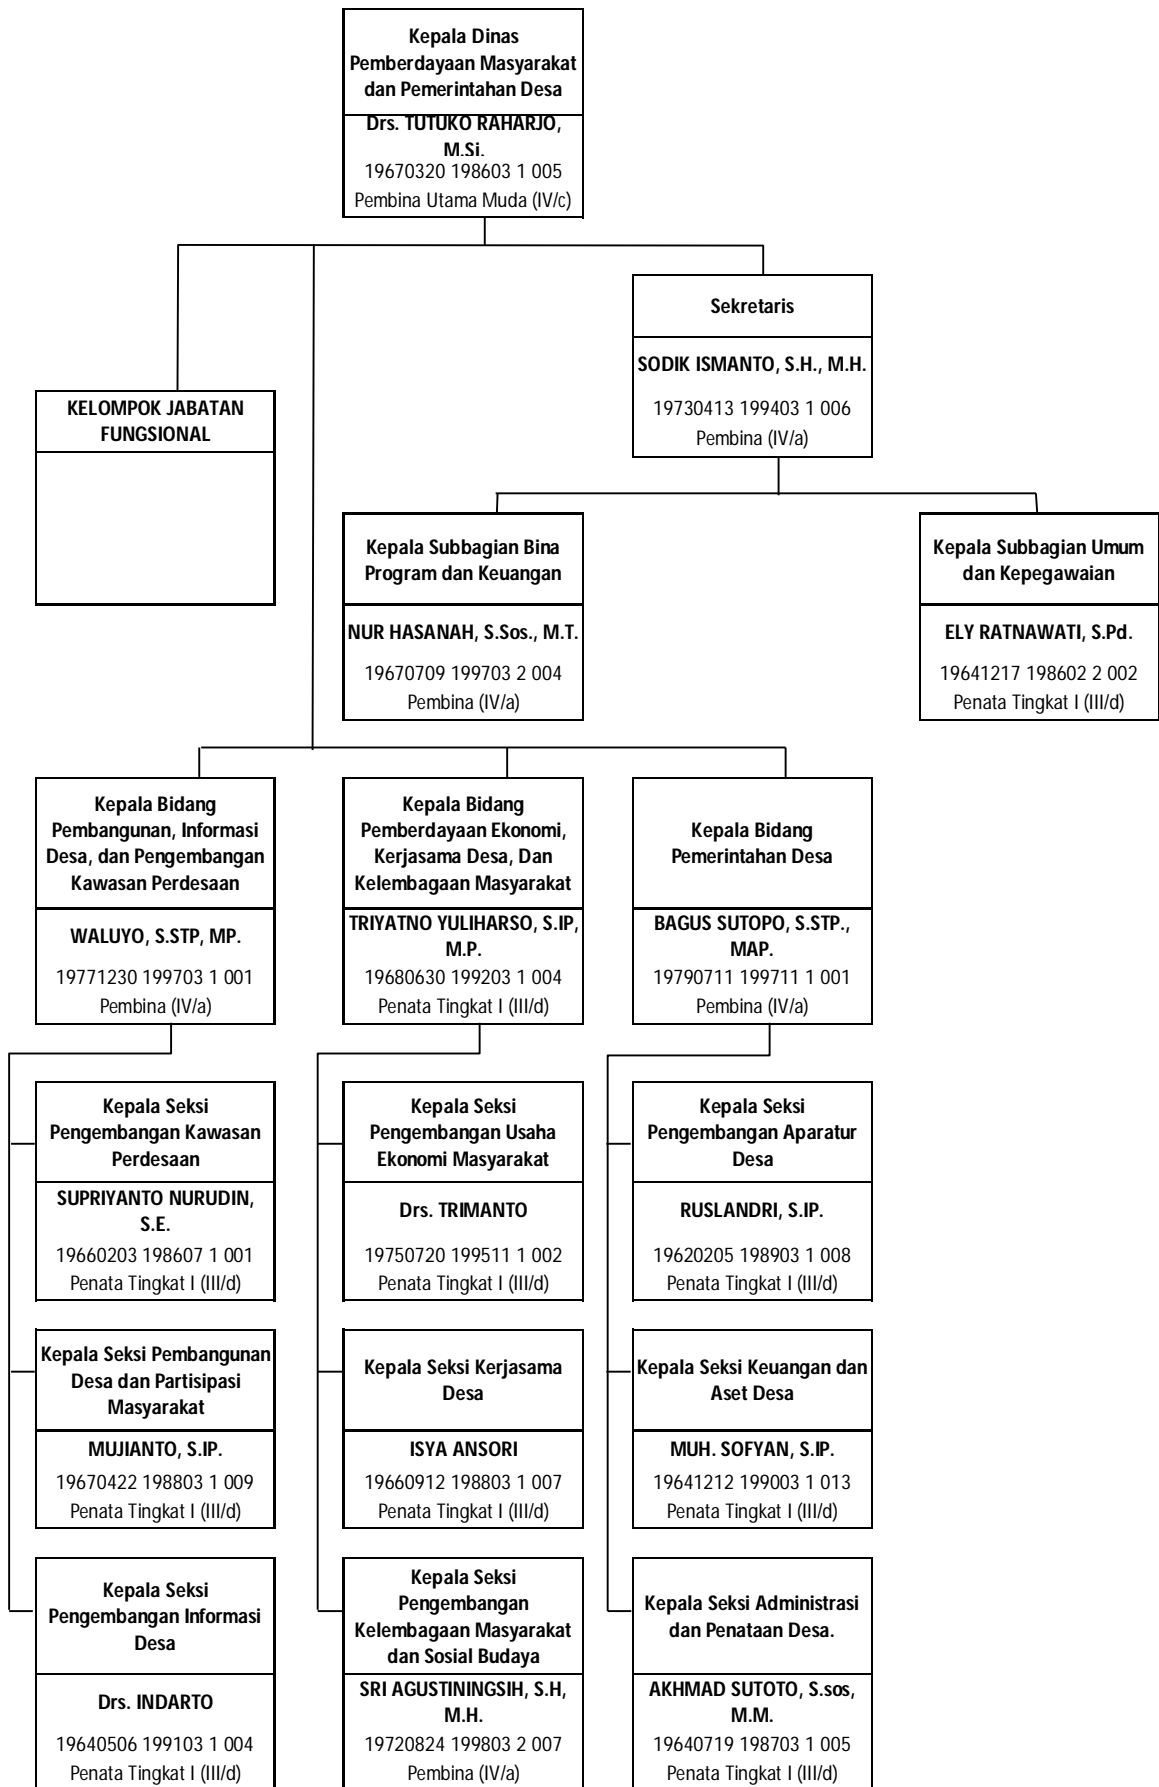 Kepala Dinas
Pemberdayaan Masyarakat
dan Pemerintahan Desa
Drs. TUTUKO RAHARJO,
M.Si.
19670320 198603 1 005
Pembina Utama Muda (IV/c)
Sekretaris
SODIK ISMANTO, S.H., M.H.
19730413 199403 1 006
Pembina (IV/a)
KELOMPOK JABATAN
FUNGSIONAL
Kepala Subbagian Bina
Program dan Keuangan
NUR HASANAH, S.Sos., M.T.
19670709 199703 2 004
Pembina (IV/a)
Kepala Subbagian Umum
dan Kepegawaian
ELY RATNAWATI, S.Pd.
19641217 198602 2 002
Penata Tingkat I (III/d)
Kepala Bidang
Pembangunan, Informasi
Desa, dan Pengembangan
Kawasan Perdesaan
WALUYO, S.STP, MP.
19771230 199703 1 001
Pembina (IV/a)
Kepala Bidang
Pemberdayaan Ekonomi,
Kerjasama Desa, Dan
Kelembagaan Masyarakat
TRIYATNO YULIHARSO, S.IP,
M.P.
19680630 199203 1 004
Penata Tingkat I (III/d)
Kepala Bidang
Pemerintahan Desa
BAGUS SUTOPO, S.STP.,
MAP.
19790711 199711 1 001
Pembina (IV/a)
Kepala Seksi
Pengembangan Kawasan
Perdesaan
SUPRIYANTO NURUDIN,
S.E.
19660203 198607 1 001
Penata Tingkat I (III/d)
Kepala Seksi
Pengembangan Usaha
Ekonomi Masyarakat
Drs. TRIMANTO
19750720 199511 1 002
Penata Tingkat I (III/d)
Kepala Seksi
Pengembangan Aparatur
Desa
RUSLANDRI, S.IP.
19620205 198903 1 008
Penata Tingkat I (III/d)
Kepala Seksi Pembangunan
Desa dan Partisipasi
Masyarakat
MUJIANTO, S.IP.
19670422 198803 1 009
Penata Tingkat I (III/d)
Kepala Seksi Kerjasama
Desa
ISYA ANSORI
19660912 198803 1 007
Penata Tingkat I (III/d)
Kepala Seksi Keuangan dan
Aset Desa
MUH. SOFYAN, S.IP.
19641212 199003 1 013
Penata Tingkat I (III/d)
Kepala Seksi
Pengembangan Informasi
Desa
Drs. INDARTO
19640506 199103 1 004
Penata Tingkat I (III/d)
Kepala Seksi
Pengembangan
Kelembagaan Masyarakat
dan Sosial Budaya
SRI AGUSTININGSIH, S.H,
M.H.
19720824 199803 2 007
Pembina (IV/a)
Kepala Seksi Administrasi
dan Penataan Desa.
AKHMAD SUTOTO, S.sos,
M.M.
19640719 198703 1 005
Penata Tingkat I (III/d)